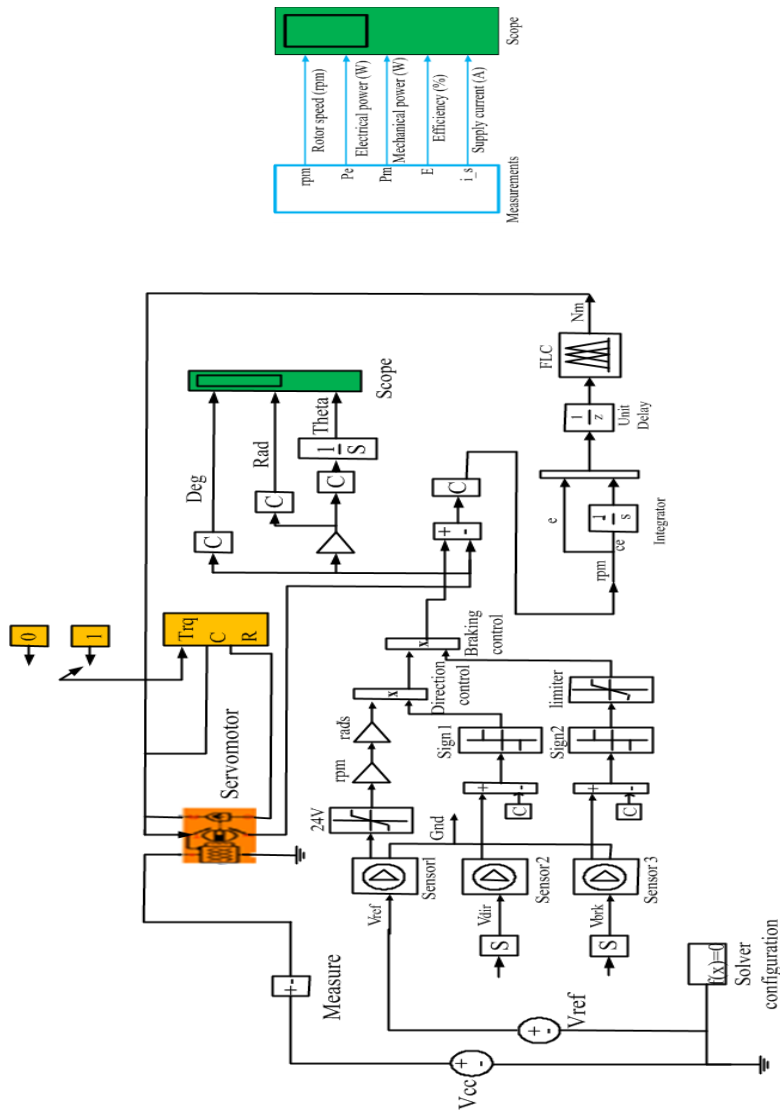 Vcc
+
-
Measure
+
-
Vref
+
-
f(x)=0
Solver
configuration
Servomotor
0
1
Trq
C
R
Vref
Sensor1
24V
rpm
rads
x
Direction
control
Gnd
S
Vdir
Sensor2
+
-
C
Sign1
S
Vbrk
Sensor3
+
-
C
Sign2
limiter
x
Braking control
+
-
C
C
Deg
C
Rad
C
1
S
Theta
Scope
rpm
e
ce
1
s
Integrator
1
z
Unit
Delay
FLC
Nm
Measurements
rpm
Rotor speed (rpm)
Pe
Electrical power (W)
Pm
Mechanical power (W)
E
Efficiency (%)
i_s
Supply current (A)
Scope